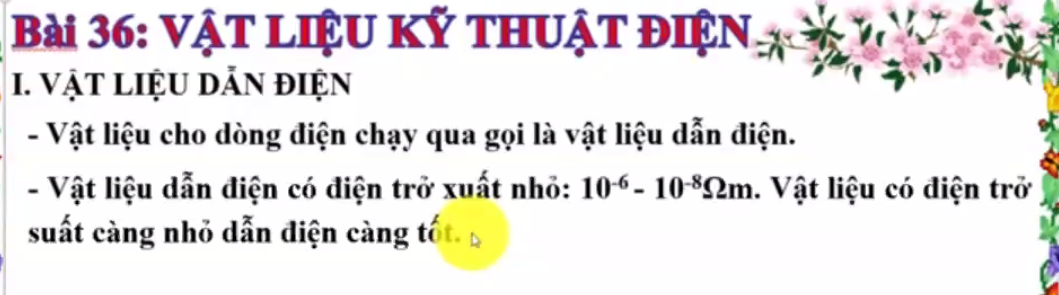 Bài 36: VẬT LIỆU KỸ THUẬT ĐIỆN
I. VẬT LIỆU DẪN ĐIỆN
- Vật liệu cho dòng điện chạy qua gọi là vật liệu dẫn điện.
- Vật liệu dẫn điện có điện trở xuất nhỏ: 10⁻⁶ - 10⁻⁸Ωm. Vật liệu có điện trở
suất càng nhỏ dẫn điện càng tốt.